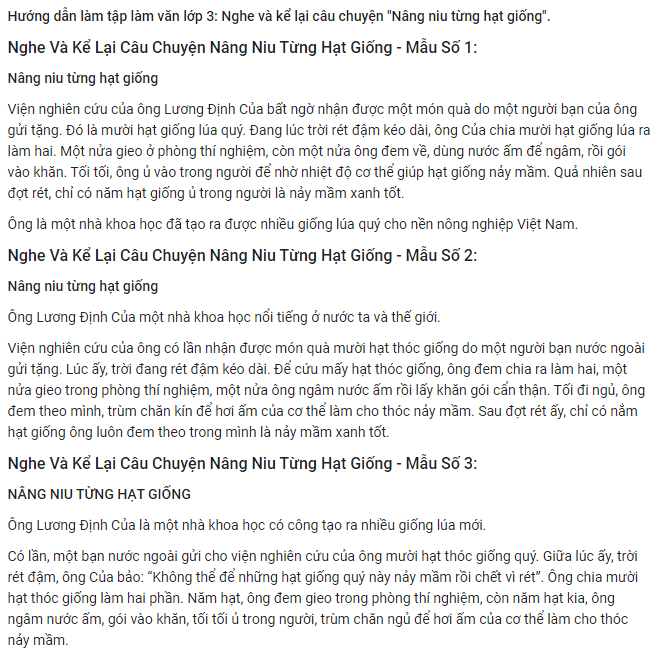 Hướng dẫn làm tập làm văn lớp 3: Nghe và kể lại câu chuyện "Nâng niu từng hạt giống".
Nghe Và Kể Lại Câu Chuyện Nâng Niu Từng Hạt Giống - Mẫu Số 1:
Nâng niu từng hạt giống
Viện nghiên cứu của ông Lương Định Của bất ngờ nhận được một món quà do một người bạn của ông
gửi tặng. Đó là mười hạt giống lúa quý. Đang lúc trời rét đậm kéo dài, ông Của chia mười hạt giống lúa ra
làm hai. Một nửa gieo ở phòng thí nghiệm, còn một nửa ông đem về, dùng nước ấm để ngâm, rồi gói
vào khăn. Tối tối, ông ủ vào trong người để nhờ nhiệt độ cơ thể giúp hạt giống nảy mầm. Quả nhiên sau
đợt rét, chỉ có năm hạt giống ủ trong người là nảy mầm xanh tốt.
Ông là một nhà khoa học đã tạo ra được nhiều giống lúa quý cho nền nông nghiệp Việt Nam.
Nghe Và Kể Lại Câu Chuyện Nâng Niu Từng Hạt Giống - Mẫu Số 2:
Nâng niu từng hạt giống
Ông Lương Định Của một nhà khoa học nổi tiếng ở nước ta và thế giới.
Viện nghiên cứu của ông có lần nhận được món quà mười hạt thóc giống do một người bạn nước ngoài
gửi tặng. Lúc ấy, trời đang rét đậm kéo dài. Để cứu mấy hạt thóc giống, ông đem chia ra làm hai, một
nửa gieo trong phòng thí nghiệm, một nửa ông ngâm nước ấm rồi lấy khăn gói cẩn thận. Tối đi ngủ, ông
đem theo mình, trùm chăn kín để hơi ấm của cơ thể làm cho thóc nảy mầm. Sau đợt rét ấy, chỉ có nắm
hạt giống ông luôn đem theo trong mình là nảy mầm xanh tốt.
Nghe Và Kể Lại Câu Chuyện Nâng Niu Từng Hạt Giống - Mẫu Số 3:
NÂNG NIU TỪNG HẠT GIỐNG
Ông Lương Định Của là một nhà khoa học có công tạo ra nhiều giống lúa mới.
Có lần, một bạn nước ngoài gửi cho viện nghiên cứu của ông mười hạt thóc giống quý. Giữa lúc ấy, trời
rét đậm, ông Của bảo: “Không thể để những hạt giống quý này nảy mầm rồi chết vì rét”. Ông chia mười
hạt thóc giống làm hai phần. Năm hạt, ông đem gieo trong phòng thí nghiệm, còn năm hạt kia, ông
ngâm nước ấm, gói vào khăn, tối tối ủ trong người, trùm chăn ngủ để hơi ấm của cơ thể làm cho thóc
nảy mầm.